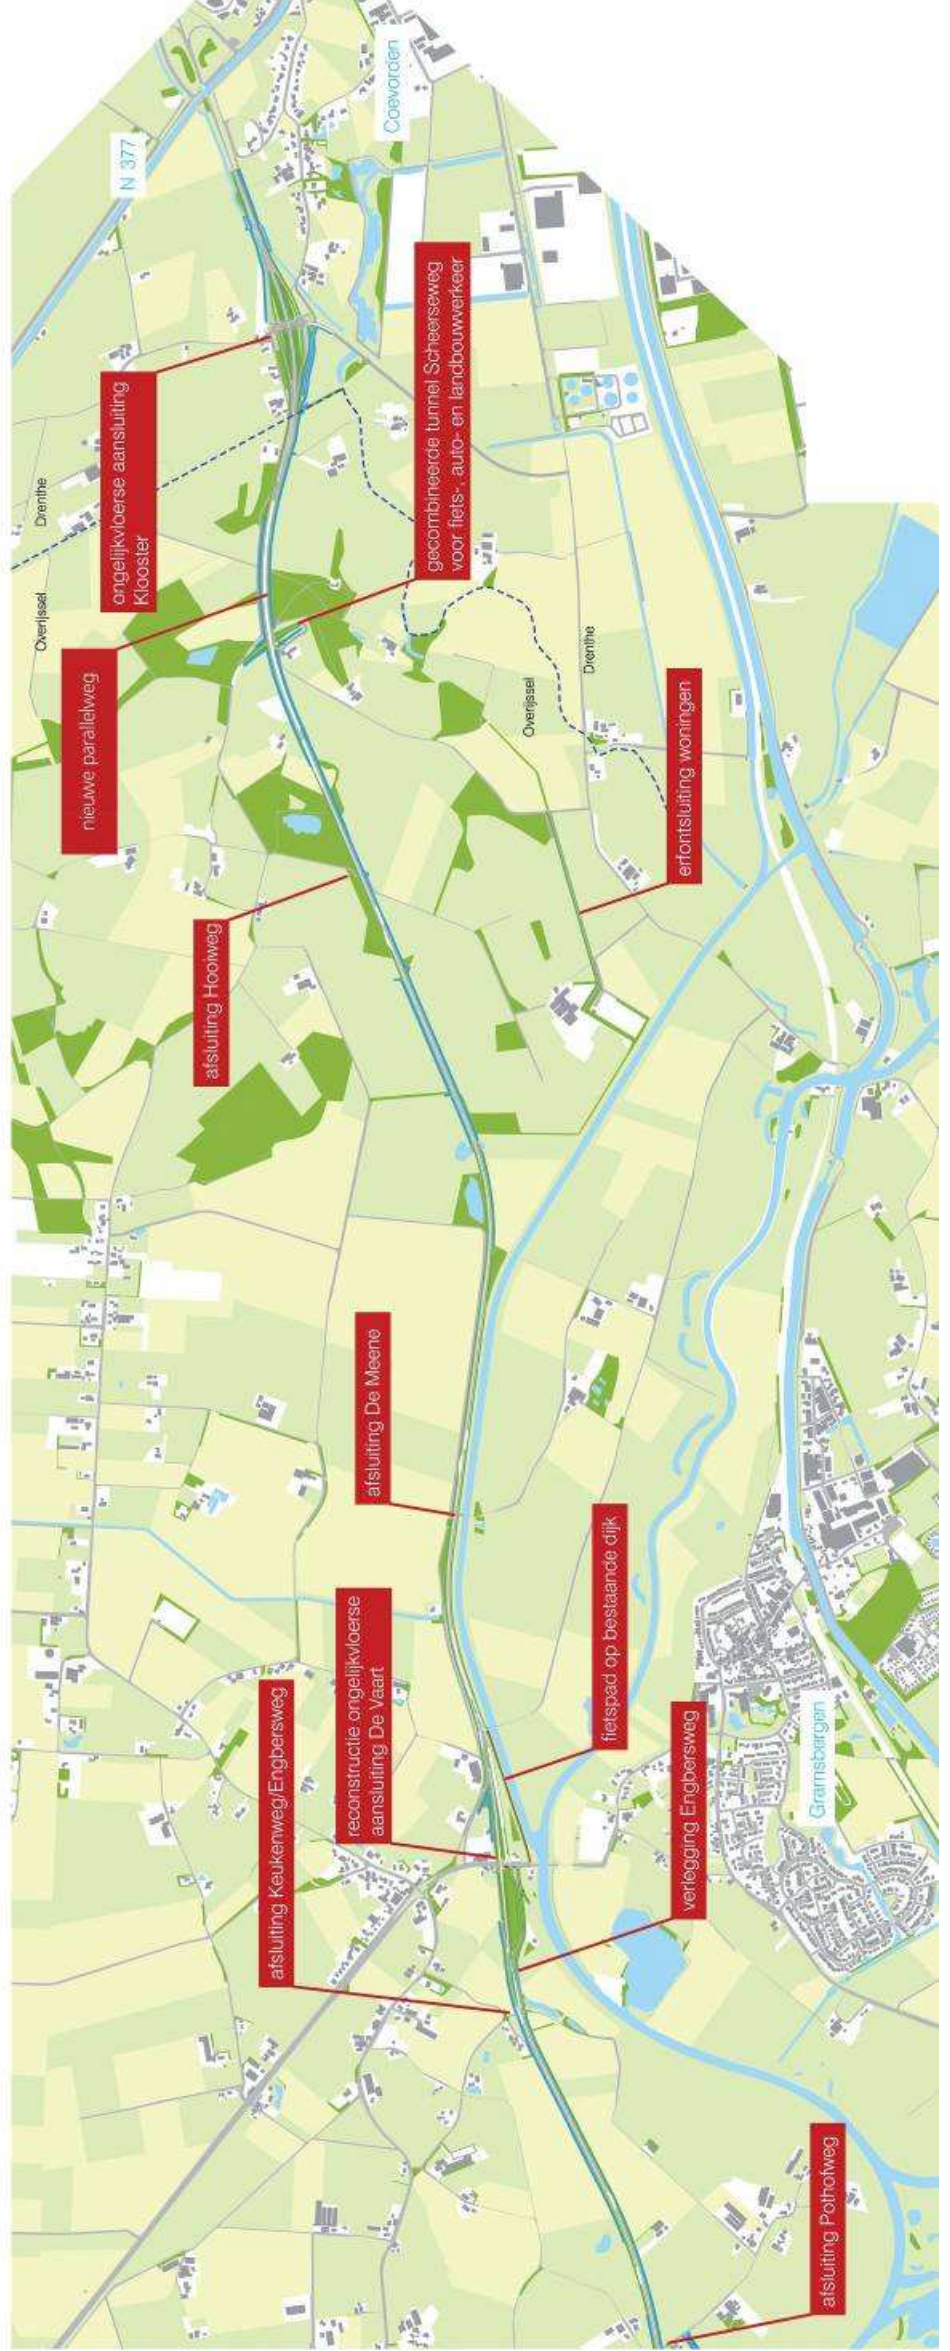 afsluiting Pothofweg
afsluiting Keukenweg/Engbersweg
verlegging Engbersweg
reconstructie ongelijkvloerse
aansluiting De Vaart
fietspad op bestaande dijk
Gramsbergen
afsluiting De Meene
afsluiting Hooiweg
erfontsluiting woningen
nieuwe parallelweg
Overijssel
Drenthe
Overijssel
Drenthe
ongelijkvloerse aansluiting
Klooster
gecombineerde tunnel Scheerseweg
voor fiets-, auto- en landbouwverkeer
N 377
Coevorden